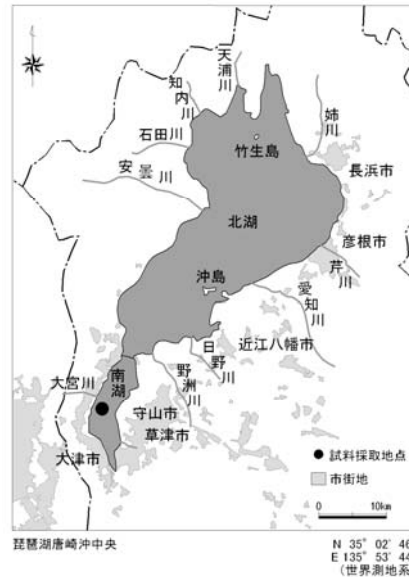 天浦川
知内川
姉川
石田川
竹生島
安曇川
長浜市
北湖
彦根市
芹川
沖島
愛知川
近江八幡市
日野川
大宮川
南湖
野洲川
守山市
草津市
大津市
●試料採取地点
市街地
0 10km
琵琶湖唐崎沖中央
N 35° 02′ 46
E 135° 53′ 44
(世界測地系